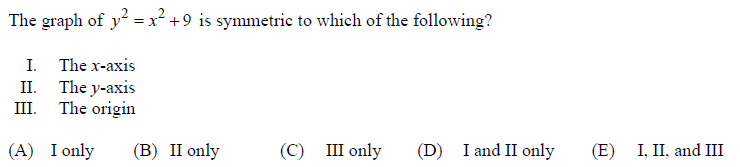 The graph of y² = x² + 9 is symmetric to which of the following?
I. The x-axis
II. The y-axis
III. The origin
(A) I only (B) II only (C) III only (D) I and II only (E) I, II, and III